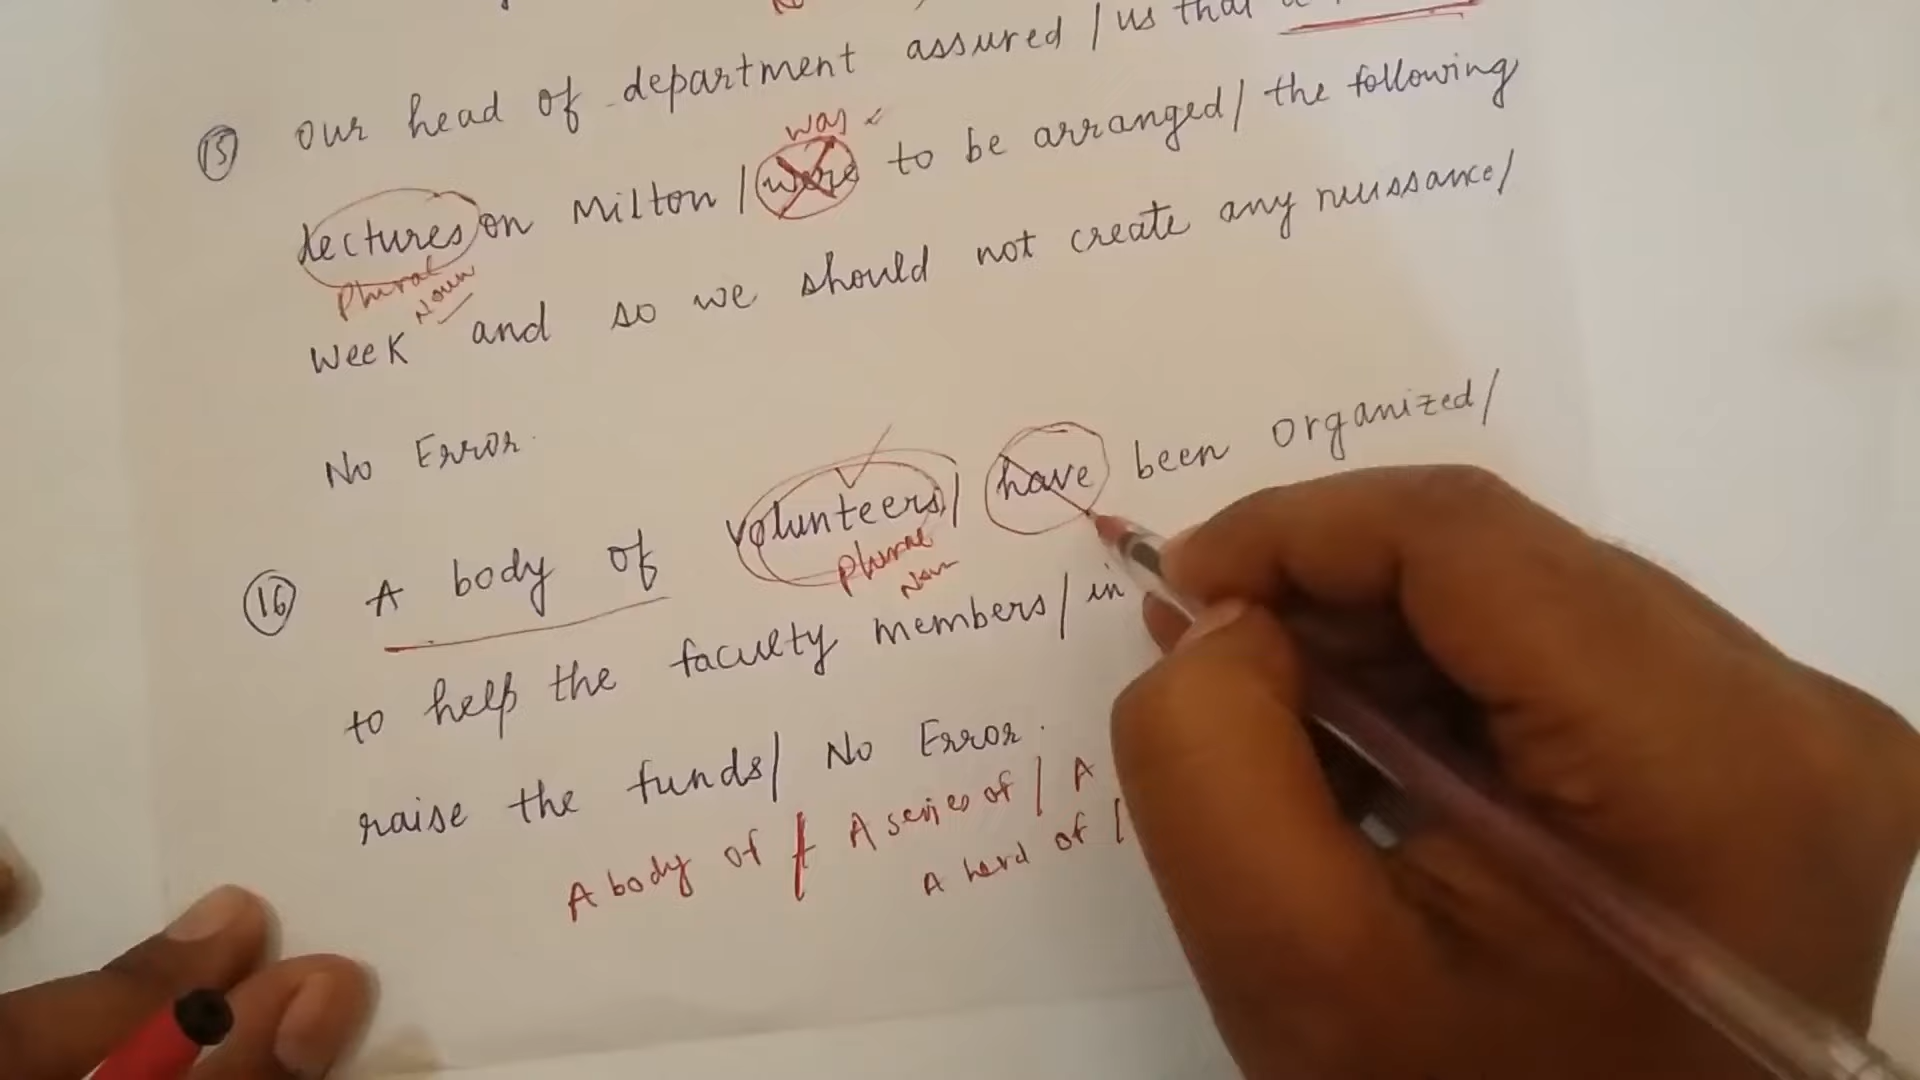 15 our head of department assured / us that
was
lectures on Milton / were to be arranged / the following
Plural
Noun
week and so we should not create any nuissance /
No Error.
16 A body of volunteers / have been organized /
Plural
Noun
to help the faculty members / in
raise the funds / No Error.
A body of / A series of / A
A herd of /